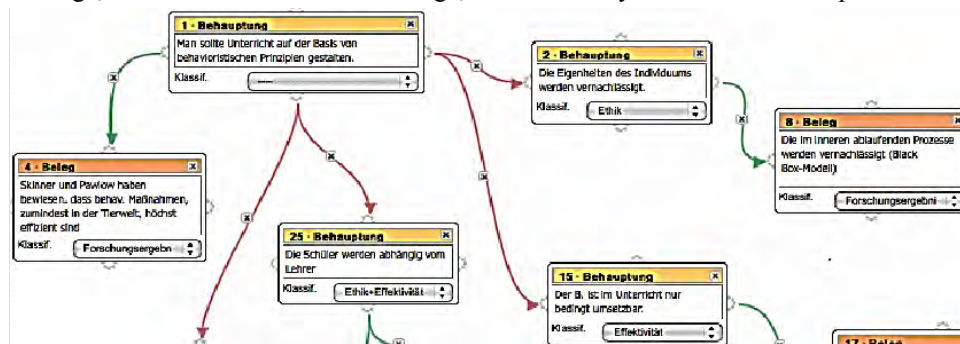 1 - Behauptung
Man sollte Unterricht auf der Basis von
behavioristischen Prinzipien gestalten.
Klassif.
2 - Behauptung
Die Eigenheiten des Individuums
werden vernachlässigt.
Klassif. Ethik
8 - Beleg
Die im Inneren ablaufenden Prozesse
werden vernachlässigt (Black
Box-Modell)
Klassif. Forschungsergebni
4 - Beleg
Skinner und Pawlow haben
bewiesen, dass behav. Maßnahmen,
zumindest in der Tierwelt, höchst
effizient sind
Klassif. Forschungsergebn
25 - Behauptung
Die Schüler werden abhängig vom
Lehrer
Klassif. Ethik+Effektivität
15 - Behauptung
Der B. ist im Unterricht nur
bedingt umsetzbar.
Klassif. Effektivität
17 - Beleg